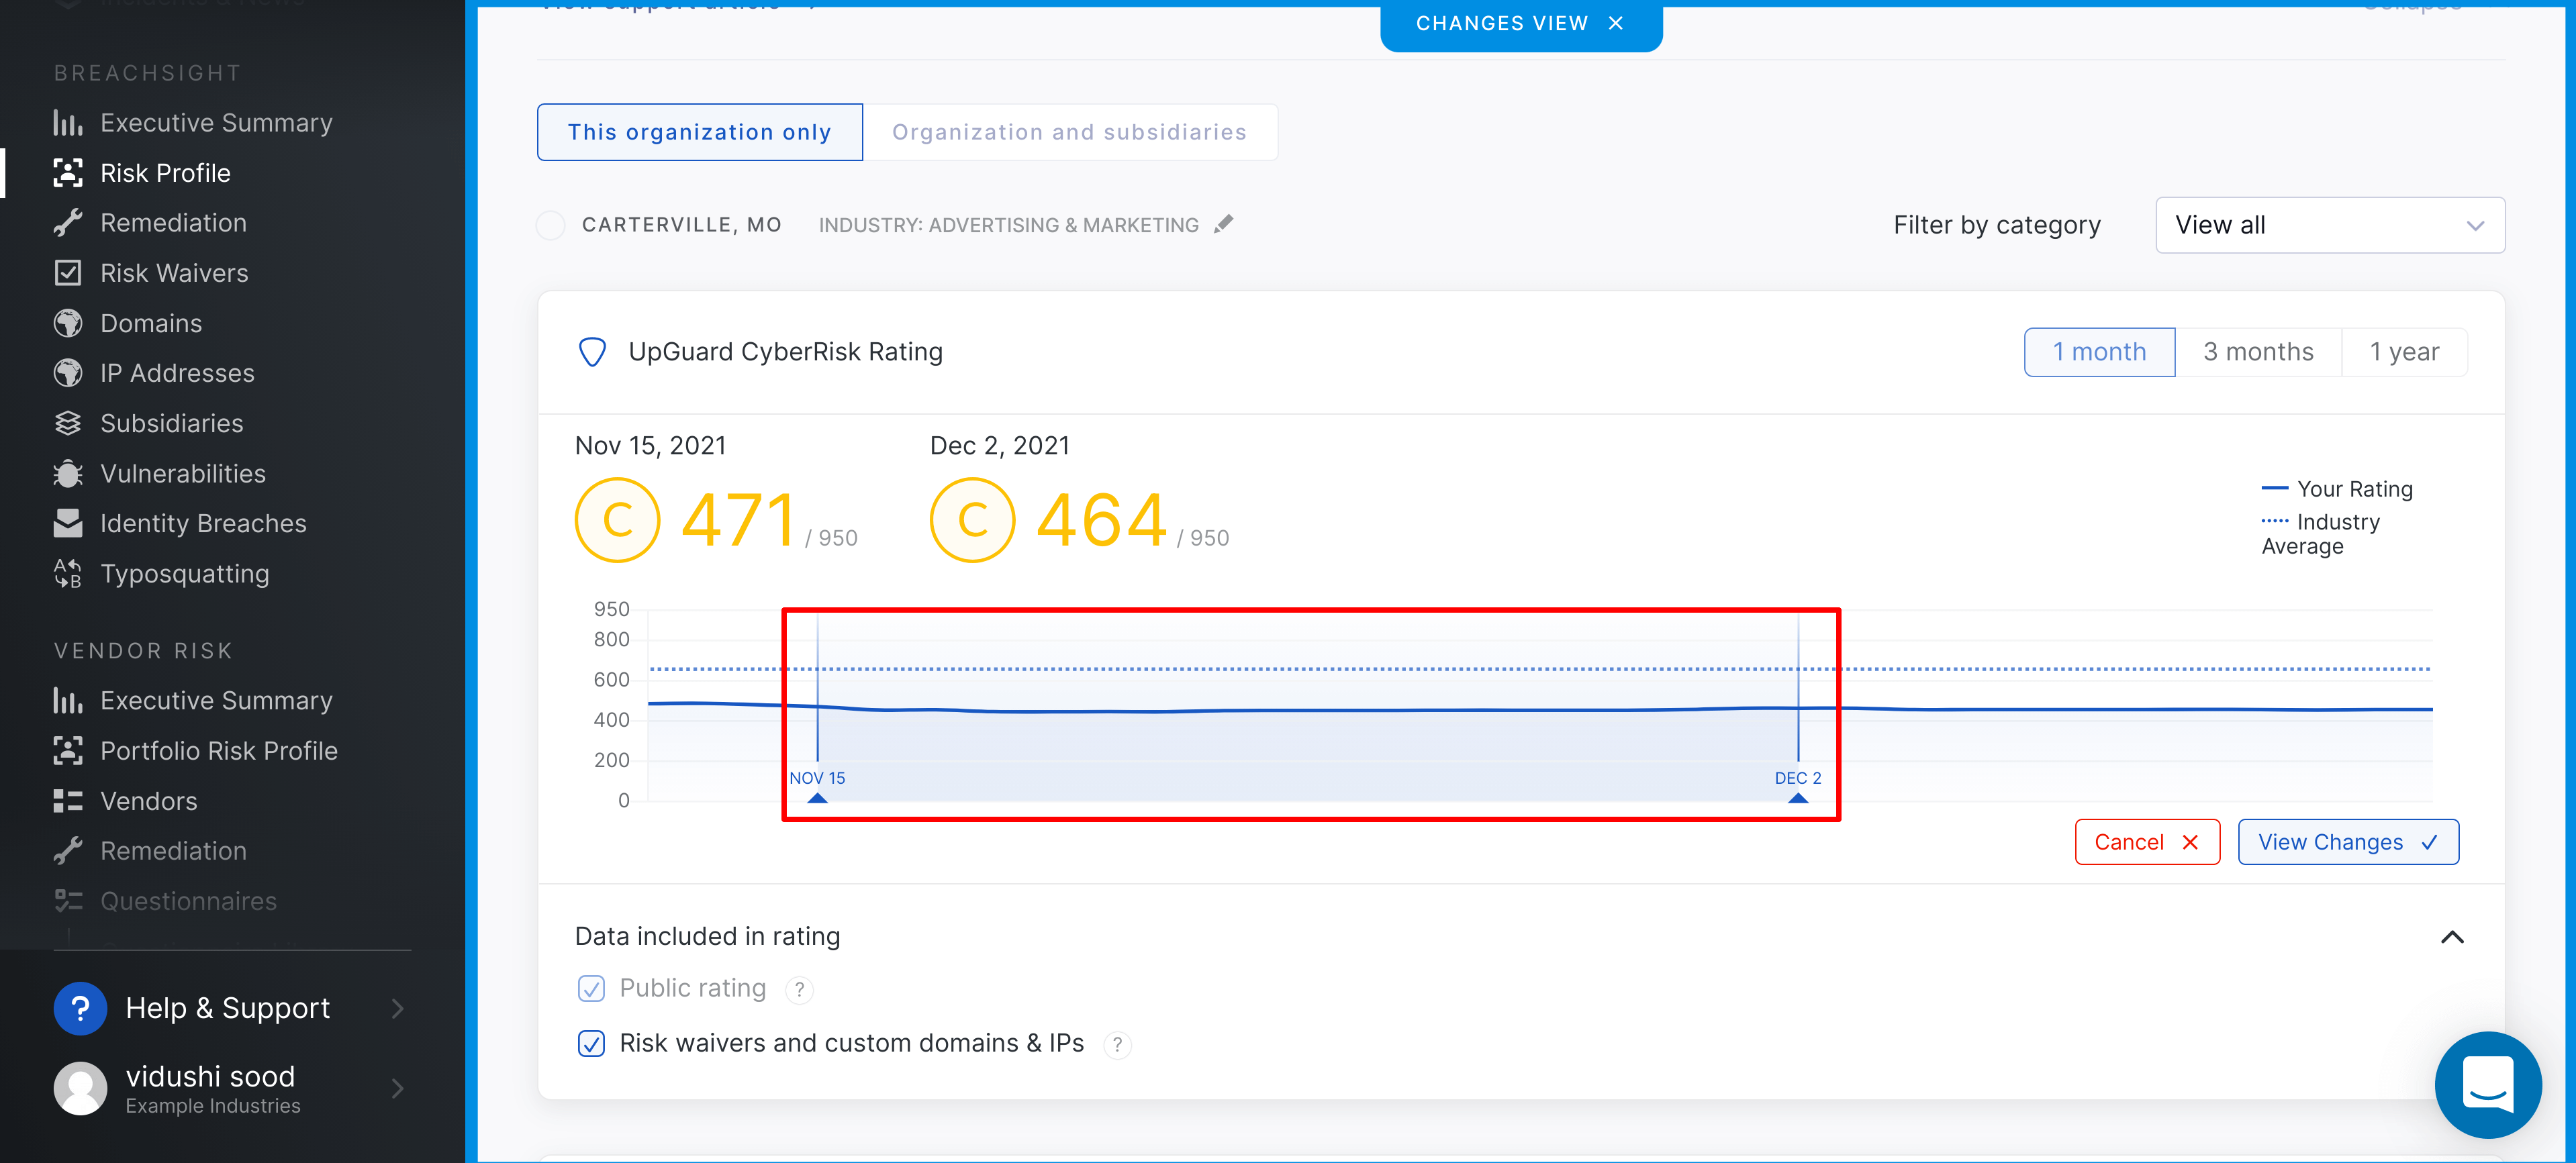 BREACHSIGHT
Executive Summary
Risk Profile
Remediation
Risk Waivers
Domains
IP Addresses
Subsidiaries
Vulnerabilities
Identity Breaches
Typosquatting
VENDOR RISK
Executive Summary
Portfolio Risk Profile
Vendors
Remediation
Questionnaires
Help & Support
vidushi sood
Example Industries
CHANGES VIEW
This organization only
Organization and subsidiaries
CARTERVILLE, MO
INDUSTRY: ADVERTISING & MARKETING
Filter by category
View all
UpGuard CyberRisk Rating
1 month
3 months
1 year
Nov 15, 2021
C 471 / 950
Dec 2, 2021
C 464 / 950
Your Rating
Industry
Average
950
800
600
400
200
0
NOV 15
DEC 2
Cancel
View Changes
Data included in rating
Public rating ?
Risk waivers and custom domains & IPs ?